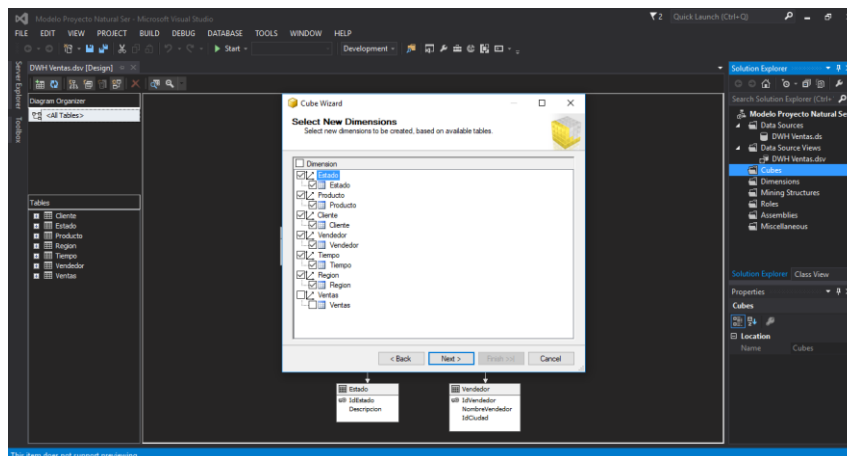 Modelo Proyecto Natural Ser - Microsoft Visual Studio
2 Quick Launch (Ctrl+Q)
FILE EDIT VIEW PROJECT BUILD DEBUG DATABASE TOOLS WINDOW HELP
Start
Development
Server Explorer
Toolbox
DWH Ventas.dsv [Design]
Diagram Organizer
<All Tables>
Tables
Cliente
Estado
Producto
Region
Tiempo
Vendedor
Ventas
Cube Wizard
Select New Dimensions
Select new dimensions to be created, based on available tables.
Dimension
Estado
Estado
Producto
Producto
Cliente
Cliente
Vendedor
Vendedor
Tiempo
Tiempo
Region
Region
Ventas
Ventas
< Back Next > Finish >>| Cancel
Estado
IdEstado
Descripcion
Vendedor
IdVendedor
NombreVendedor
IdCiudad
Solution Explorer
Search Solution Explorer (Ctrl+
Modelo Proyecto Natural Se
Data Sources
DWH Ventas.ds
Data Source Views
DWH Ventas.dsv
Cubes
Dimensions
Mining Structures
Roles
Assemblies
Miscellaneous
Solution Explorer Class View
Properties
Cubes
Location
Name Cubes
This item does not support previewing